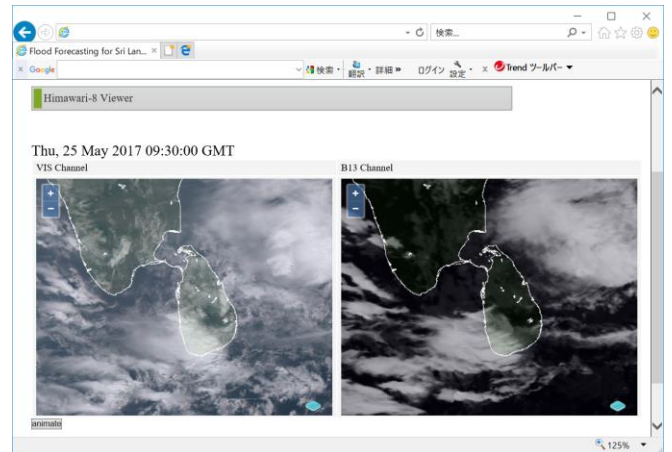 検索...
Flood Forecasting for Sri Lan...
× Google
検索 翻訳 詳細 » ログイン 設定 × Trend ツールバー
Himawari-8 Viewer
Thu, 25 May 2017 09:30:00 GMT
VIS Channel B13 Channel
+ +
- -
animate
125%